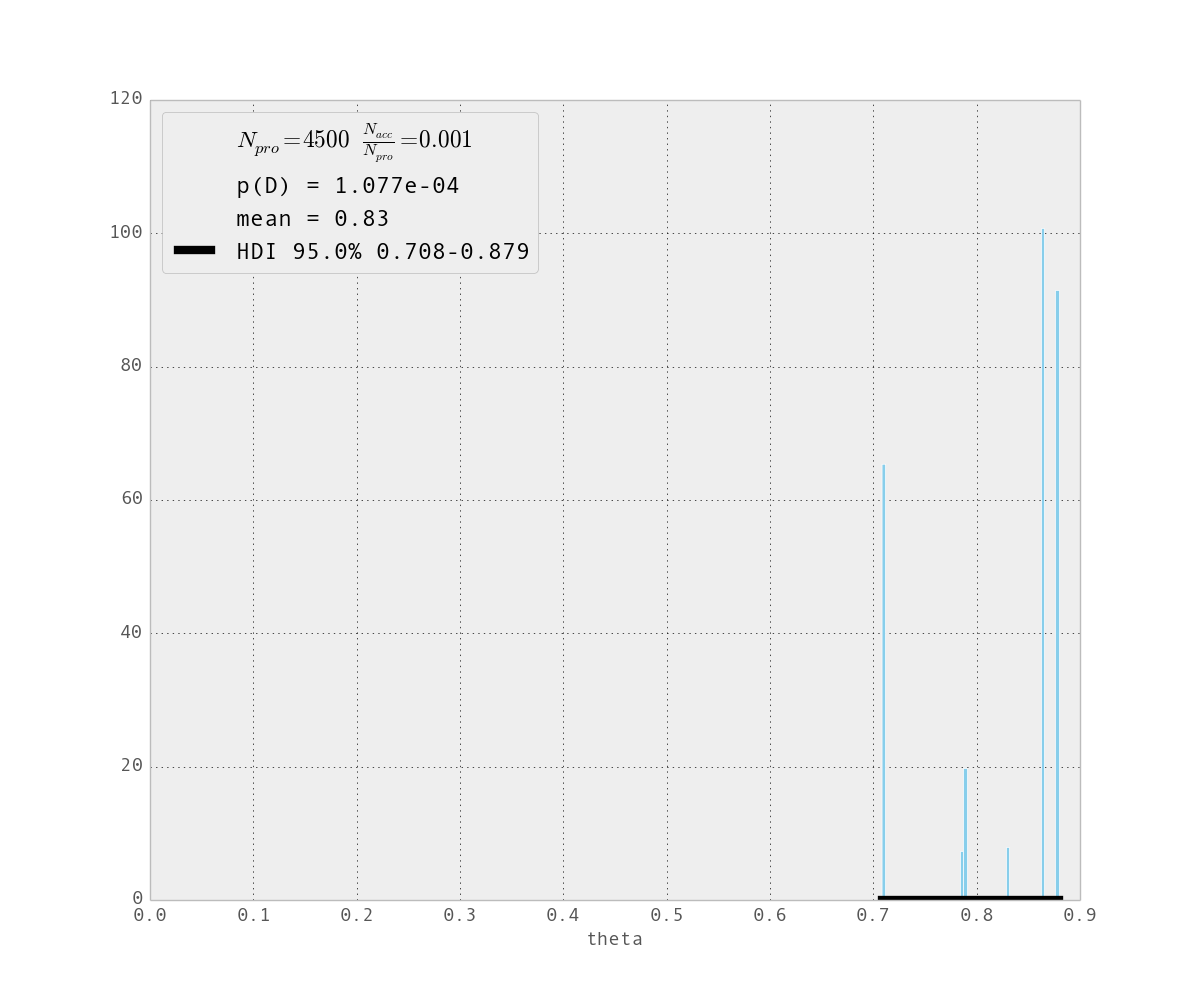 120
100
80
60
40
20
0
N_pro = 4500 N_acc/N_pro = 0.001
p(D) = 1.077e-04
mean = 0.83
HDI 95.0% 0.708-0.879
0.0 0.1 0.2 0.3 0.4 0.5 0.6 0.7 0.8 0.9
theta